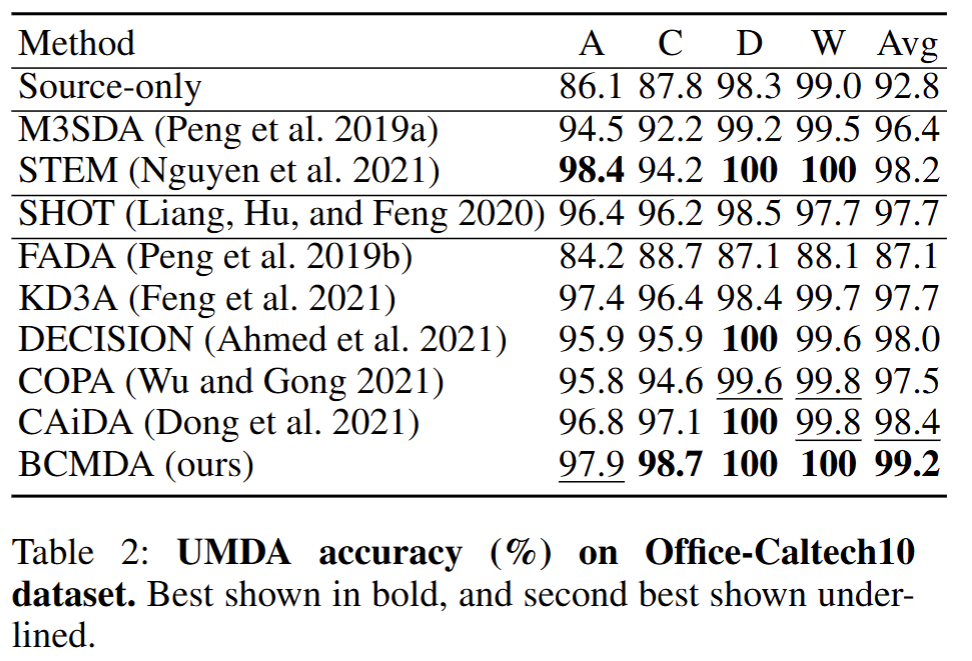 Method A C D W Avg
Source-only 86.1 87.8 98.3 99.0 92.8
M3SDA (Peng et al. 2019a) 94.5 92.2 99.2 99.5 96.4
STEM (Nguyen et al. 2021) 98.4 94.2 100 100 98.2
SHOT (Liang, Hu, and Feng 2020) 96.4 96.2 98.5 97.7 97.7
FADA (Peng et al. 2019b) 84.2 88.7 87.1 88.1 87.1
KD3A (Feng et al. 2021) 97.4 96.4 98.4 99.7 97.7
DECISION (Ahmed et al. 2021) 95.9 95.9 100 99.6 98.0
COPA (Wu and Gong 2021) 95.8 94.6 99.6 99.8 97.5
CAiDA (Dong et al. 2021) 96.8 97.1 100 99.8 98.4
BCMDA (ours) 97.9 98.7 100 100 99.2
Table 2: UMDA accuracy (%) on Office-Caltech10
dataset. Best shown in bold, and second best shown under-
lined.